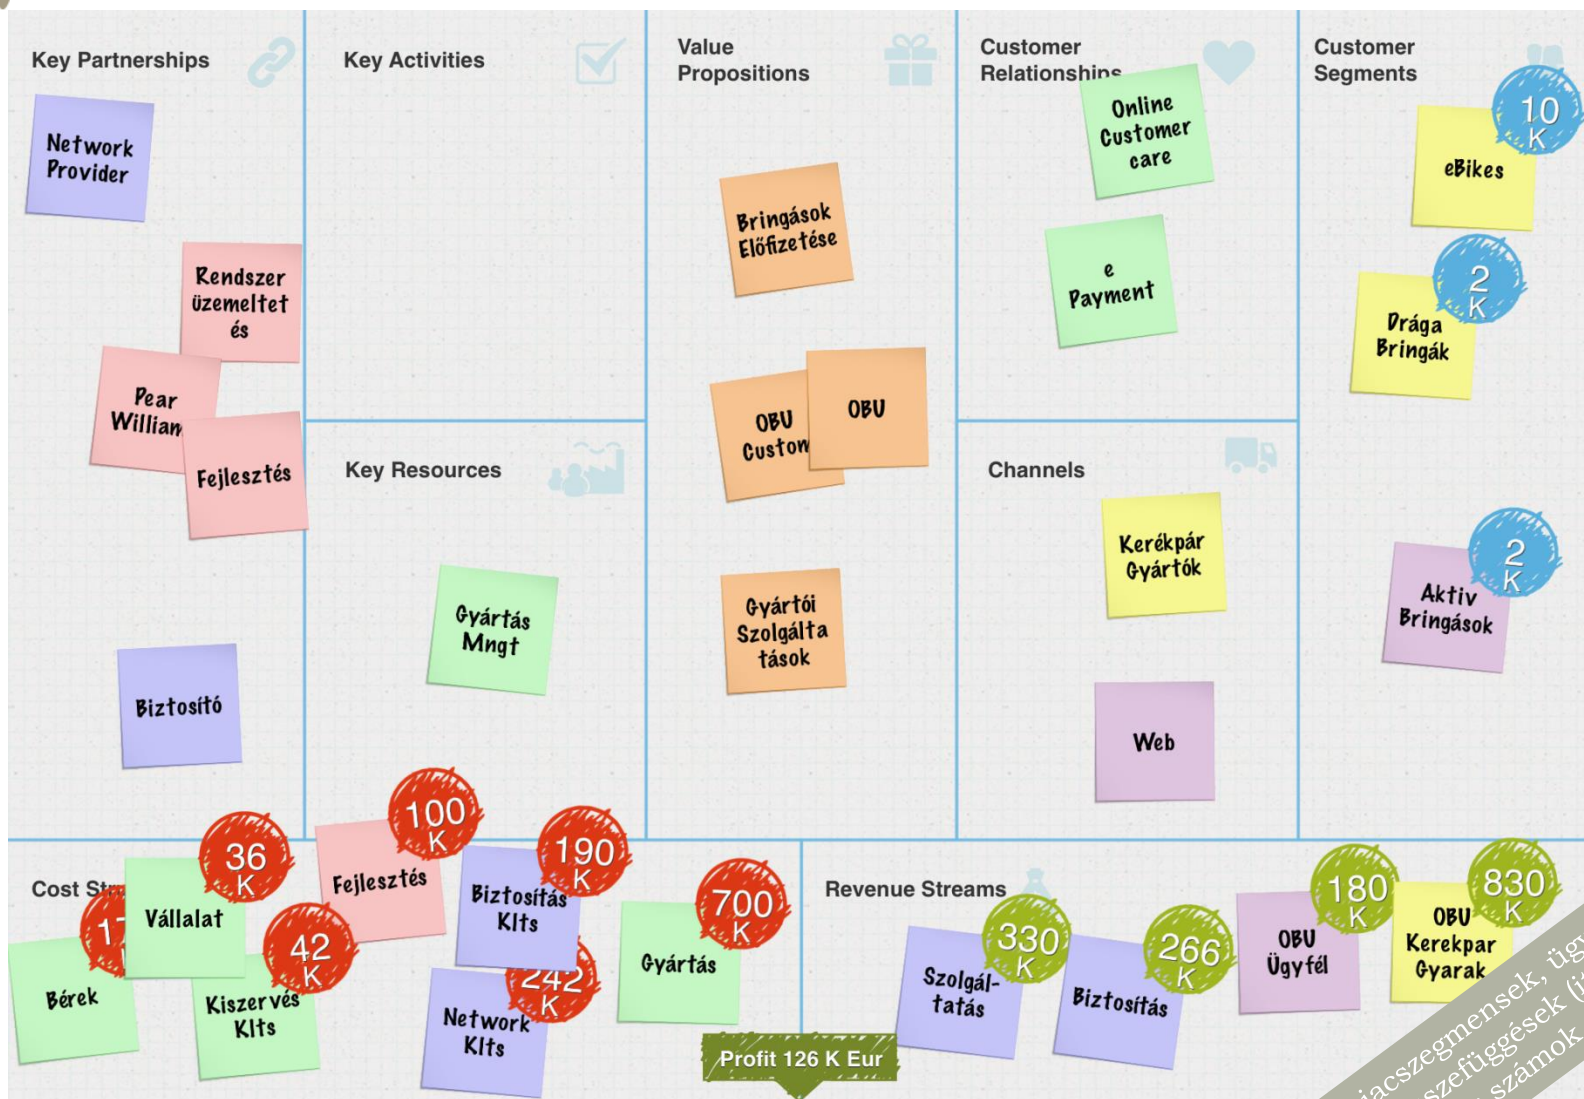 Key Partnerships
Network
Provider
Rendszer
üzemeltet
és
Pear
William
Fejlesztés
Biztosító
Key Activities
Key Resources
Gyártás
Mngt
Value
Propositions
Bringások
Előfizetése
OBU
Custom
OBU
Gyártói
Szolgálta
tások
Customer
Relationships
Online
Customer
care
e
Payment
Channels
Kerékpár
Gyártók
Web
Customer
Segments
10
K
eBikes
2
K
Drága
Bringák
2
K
Aktiv
Bringások
Cost
Bérek
36
K
Vállalat
42
K
Kiszervés
Klts
100
K
Fejlesztés
190
K
Biztosítás
Klts
242
K
Network
Klts
700
K
Gyártás
Revenue Streams
330
K
Szolgál-
tatás
266
K
Biztosítás
180
K
OBU
Ügyfél
830
K
OBU
Kerekpar
Gyarak
Profit 126 K Eur
számok